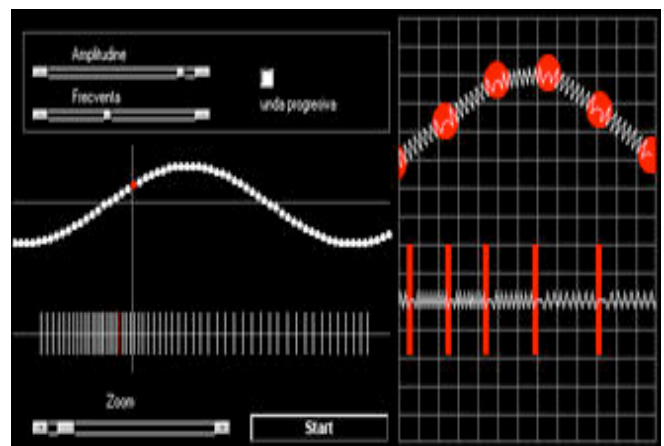 Amplitudine
Frecventa
unda progresiva
Zoom
Start